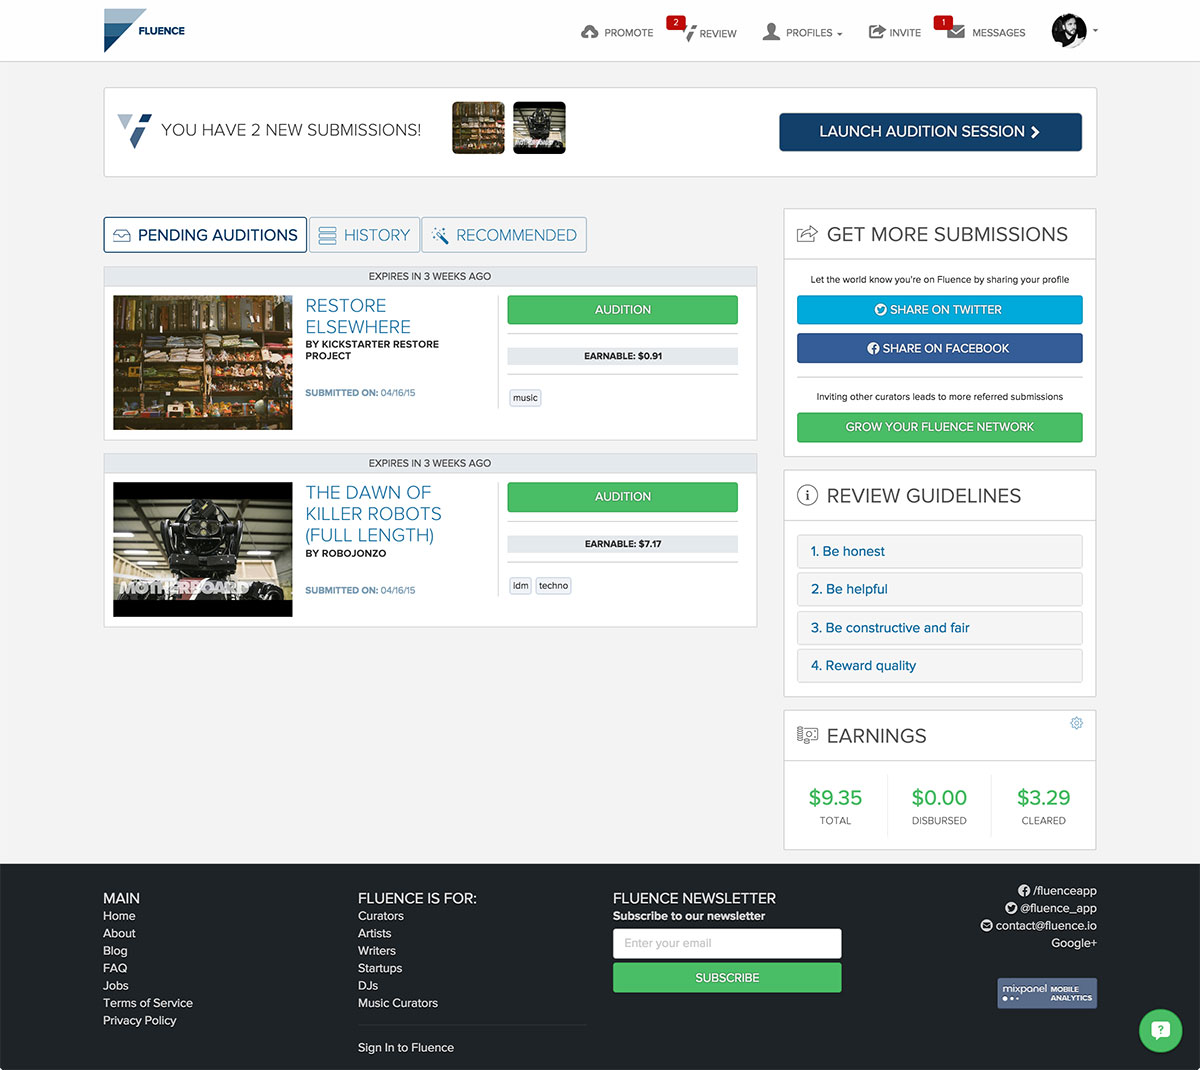 FLUENCE
PROMOTE
2
REVIEW
PROFILES
INVITE
1
MESSAGES
YOU HAVE 2 NEW SUBMISSIONS!
MOTHERBOARD
LAUNCH AUDITION SESSION
PENDING AUDITIONS
HISTORY
RECOMMENDED
EXPIRES IN 3 WEEKS AGO
RESTORE
ELSEWHERE
BY KICKSTARTER RESTORE
PROJECT
SUBMITTED ON: 04/16/15
AUDITION
EARNABLE: $0.91
music
EXPIRES IN 3 WEEKS AGO
MOTHERBOARD
THE DAWN OF
KILLER ROBOTS
(FULL LENGTH)
BY ROBOJONZO
SUBMITTED ON: 04/16/15
AUDITION
EARNABLE: $7.17
idm techno
GET MORE SUBMISSIONS
Let the world know you're on Fluence by sharing your profile
SHARE ON TWITTER
SHARE ON FACEBOOK
Inviting other curators leads to more referred submissions
GROW YOUR FLUENCE NETWORK
REVIEW GUIDELINES
1. Be honest
2. Be helpful
3. Be constructive and fair
4. Reward quality
EARNINGS
$9.35
TOTAL
$0.00
DISBURSED
$3.29
CLEARED
MAIN
Home
About
Blog
FAQ
Jobs
Terms of Service
Privacy Policy
FLUENCE IS FOR:
Curators
Artists
Writers
Startups
DJs
Music Curators
Sign In to Fluence
FLUENCE NEWSLETTER
Subscribe to our newsletter
Enter your email
SUBSCRIBE
/fluenceapp
@fluence_app
contact@fluence.io
Google+
mixpanel MOBILE
ANALYTICS
?